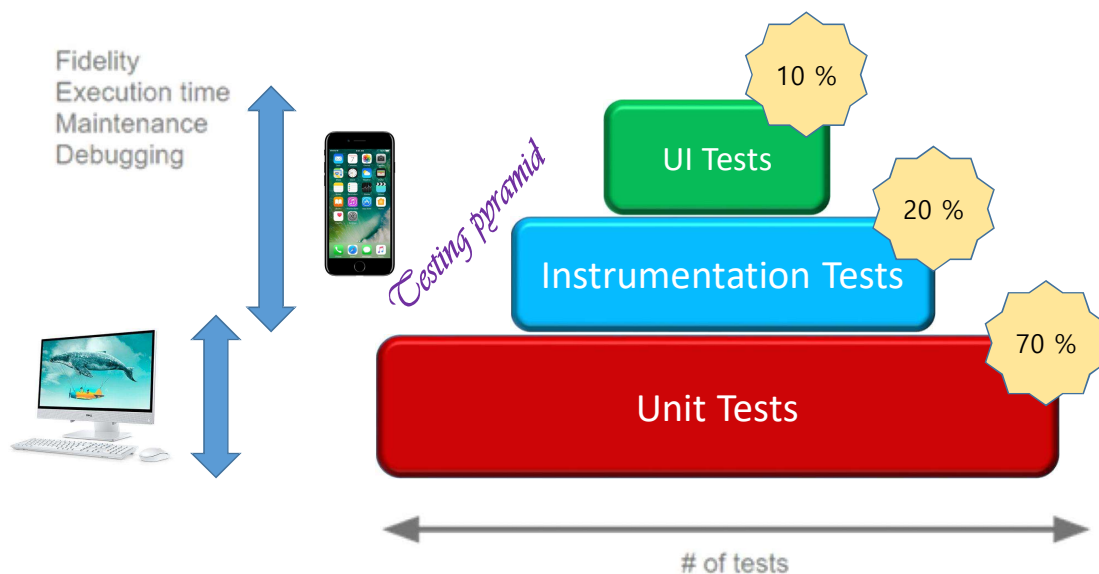 Fidelity
Execution time
Maintenance
Debugging
Testing pyramid
10 %
UI Tests
20 %
Instrumentation Tests
70 %
Unit Tests
# of tests